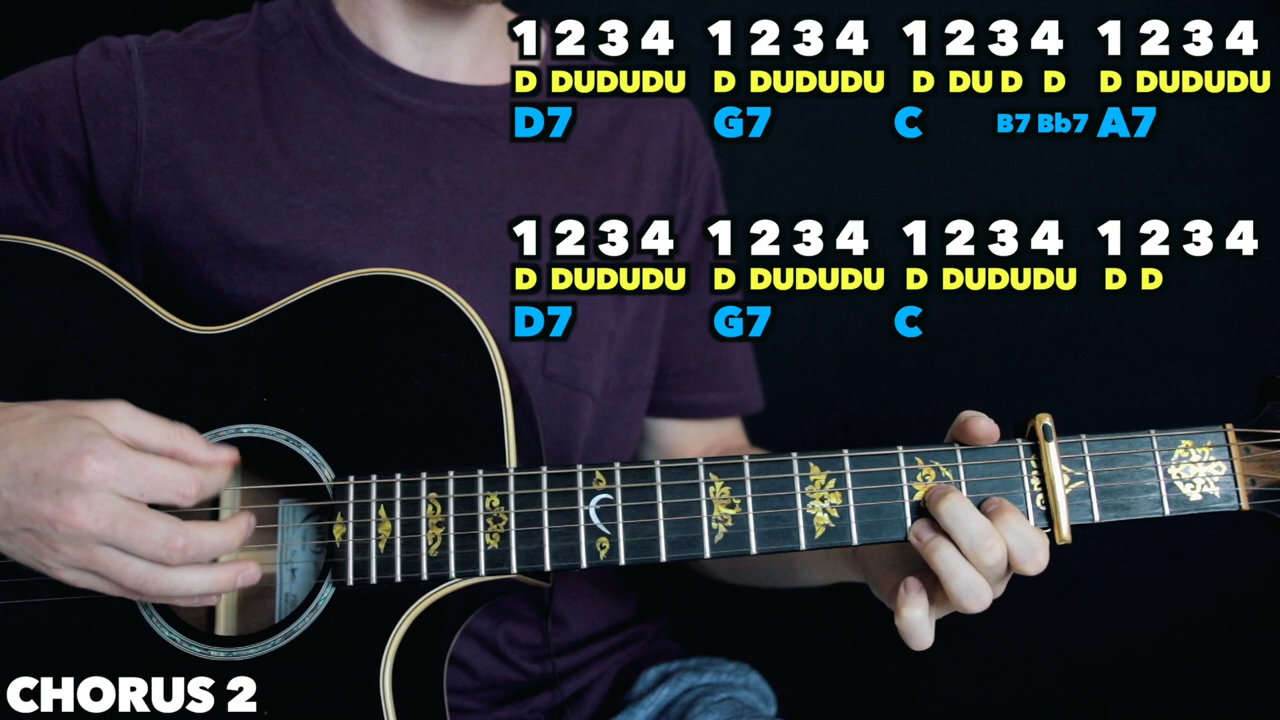 1 2 3 4 1 2 3 4 1 2 3 4 1 2 3 4
D DUDUDU D DUDUDU D DU D D D DUDUDU
D7 G7 C B7 Bb7 A7
1 2 3 4 1 2 3 4 1 2 3 4 1 2 3 4
D DUDUDU D DUDUDU D DUDUDU D D
D7 G7 C
CHORUS 2